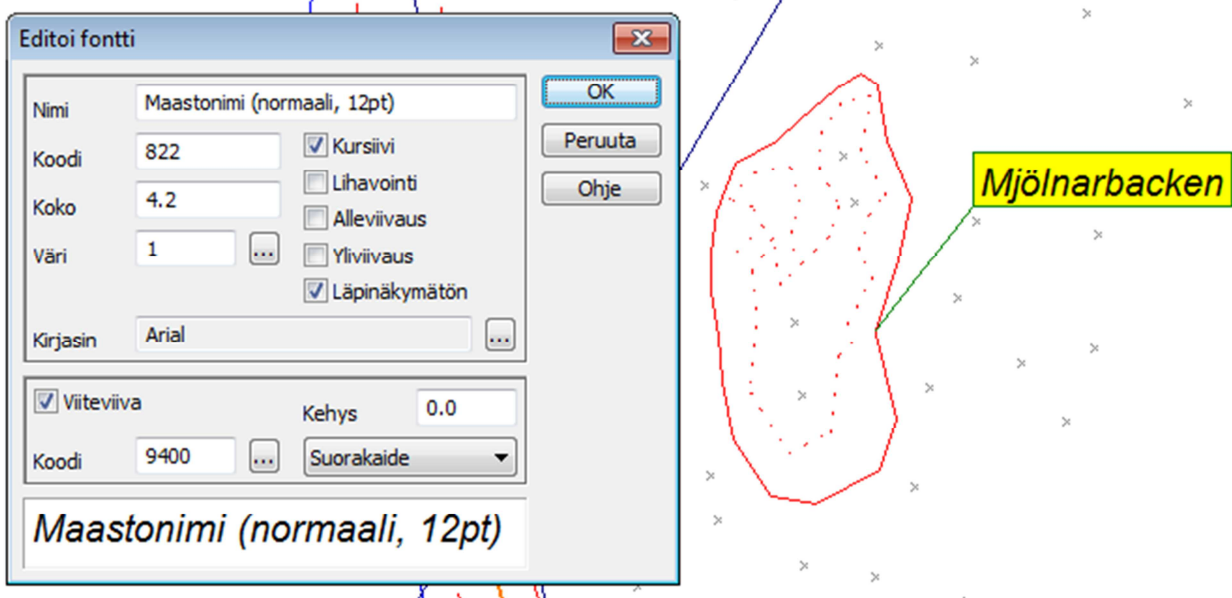 Editoi fontti
Nimi Maastonimi (normaali, 12pt)
Koodi 822
Koko 4.2
Väri 1 ...
Kursiivi
Lihavointi
Alleviivaus
Yliviivaus
Läpinäkymätön
Kirjasin Arial ...
Viiteviiva
Kehys 0.0
Koodi 9400 ... Suorakaide
Maastonimi (normaali, 12pt)
OK
Peruuta
Ohje
Mjölnarbacken